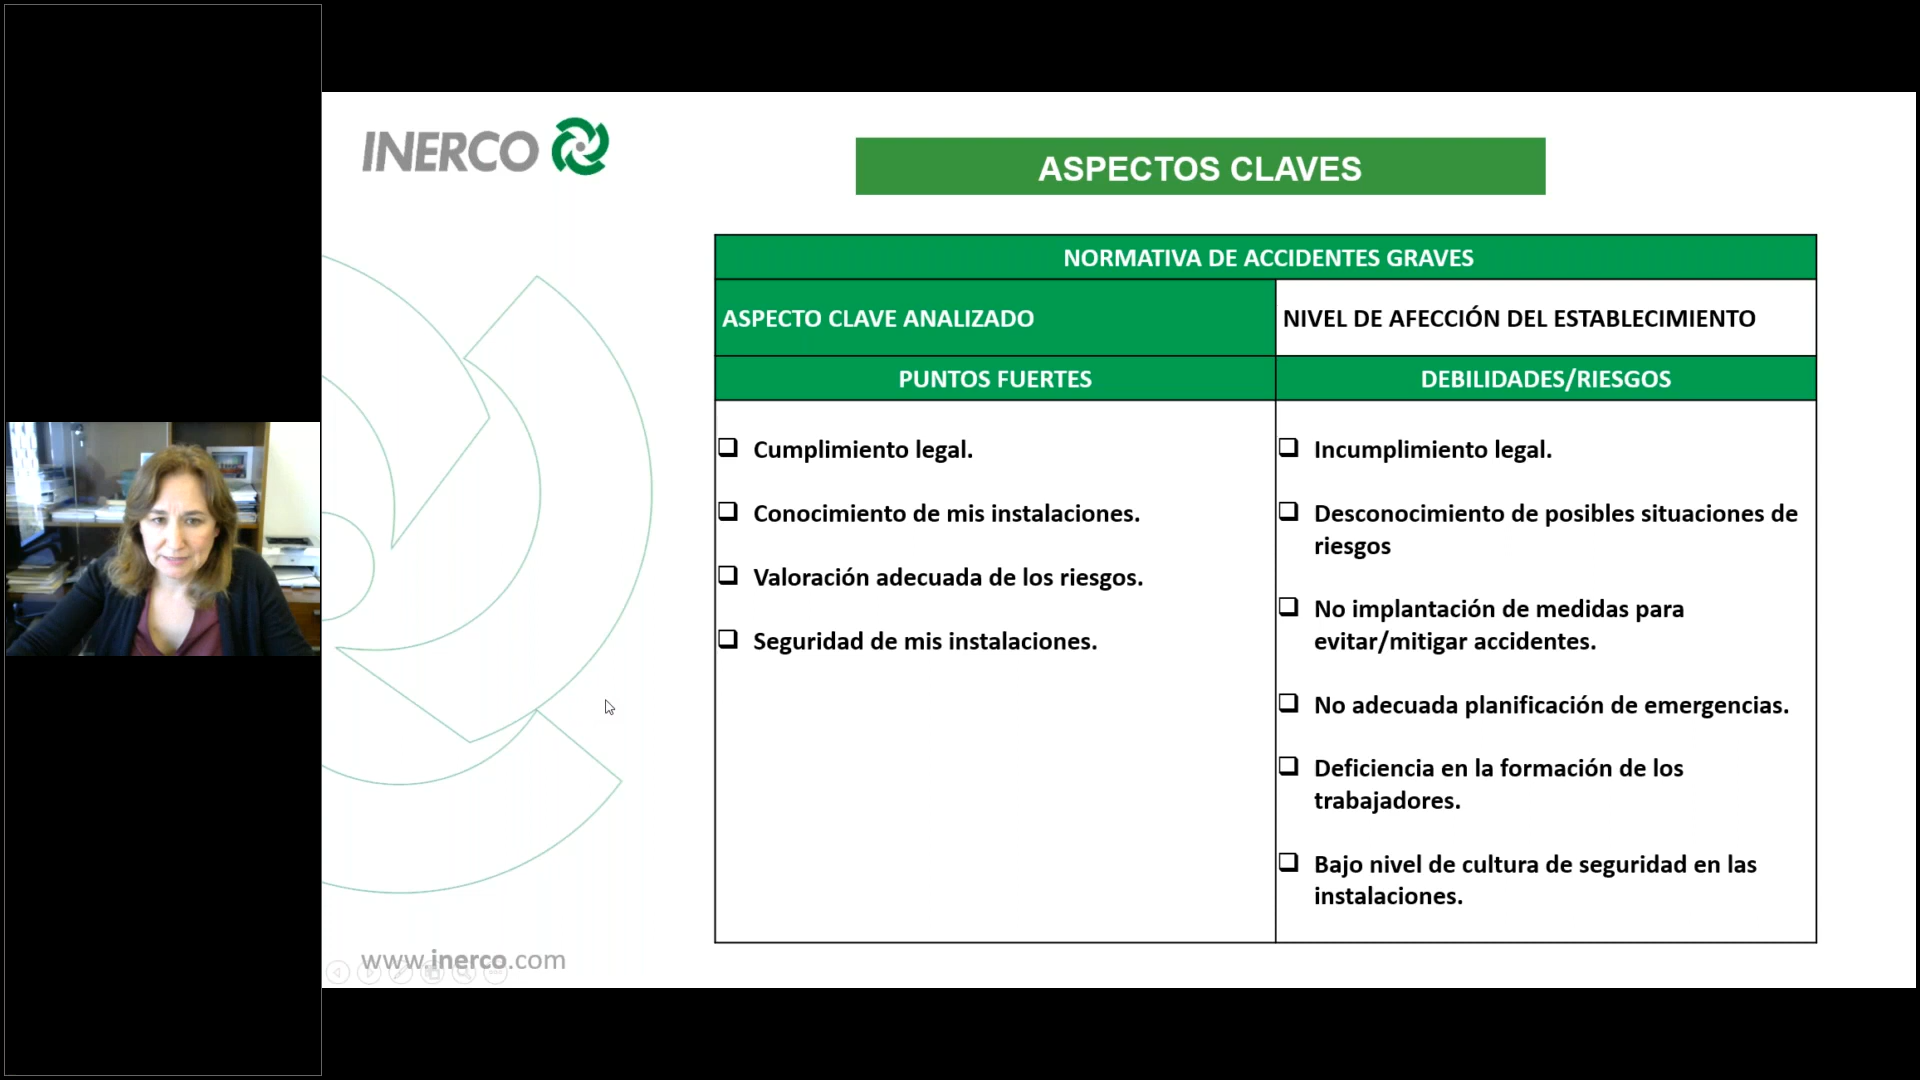 INERCO
ASPECTOS CLAVES
NORMATIVA DE ACCIDENTES GRAVES
ASPECTO CLAVE ANALIZADO
NIVEL DE AFECCIÓN DEL ESTABLECIMIENTO
PUNTOS FUERTES
DEBILIDADES/RIESGOS
Cumplimiento legal.
Conocimiento de mis instalaciones.
Valoración adecuada de los riesgos.
Seguridad de mis instalaciones.
Incumplimiento legal.
Desconocimiento de posibles situaciones de
riesgos
No implantación de medidas para
evitar/mitigar accidentes.
No adecuada planificación de emergencias.
Deficiencia en la formación de los
trabajadores.
Bajo nivel de cultura de seguridad en las
instalaciones.
www.inerco.com